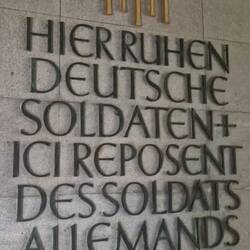 HIER RUHEN
DEUTSCHE
SOLDATEN +
ICI REPOSENT
DES SOLDATS
ALLEMANDS